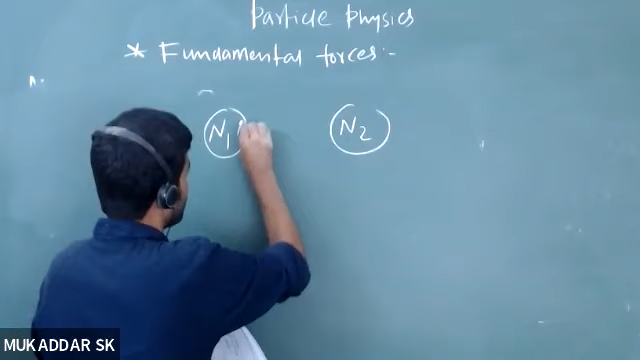 Particle physics
* Fundamental forces:-
N1 N2
MUKADDAR SK